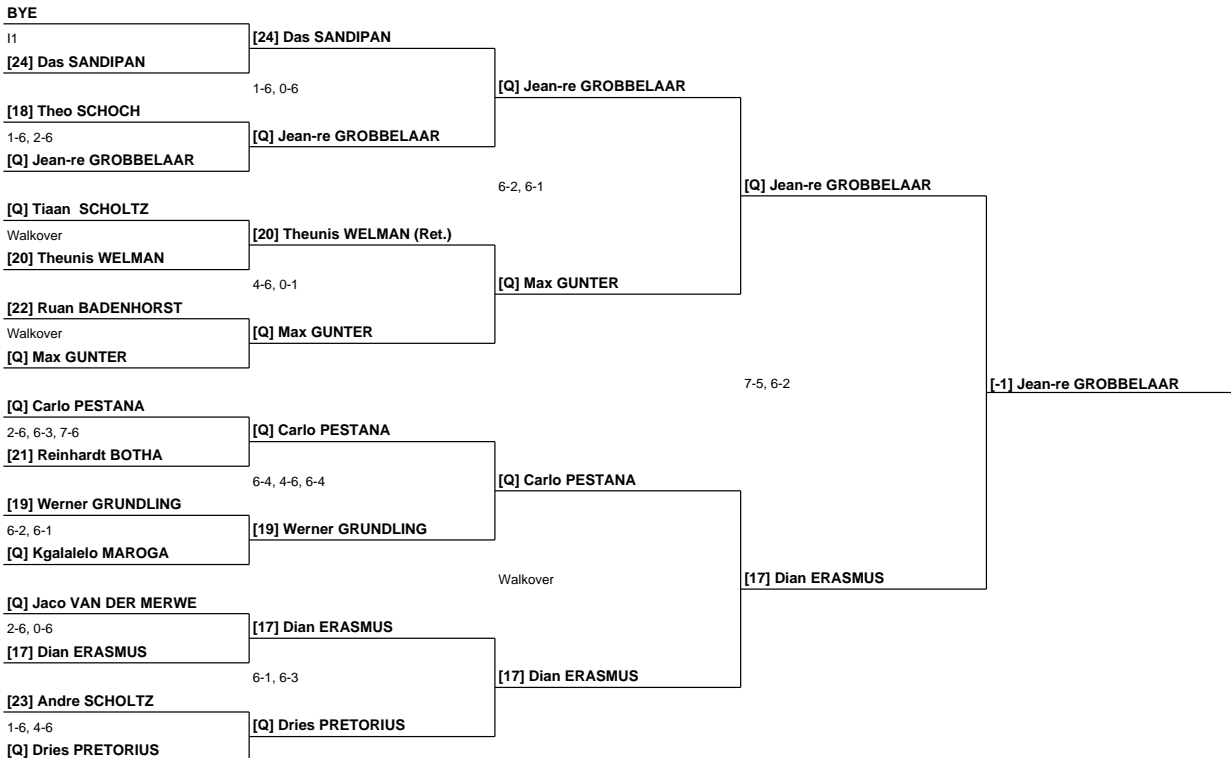 BYE
I1
[24] Das SANDIPAN
[24] Das SANDIPAN
1-6, 0-6
[Q] Jean-re GROBBELAAR
[18] Theo SCHOCH
1-6, 2-6
[Q] Jean-re GROBBELAAR
[Q] Jean-re GROBBELAAR
6-2, 6-1
[Q] Jean-re GROBBELAAR
[Q] Tiaan  SCHOLTZ
Walkover
[20] Theunis WELMAN
[20] Theunis WELMAN (Ret.)
4-6, 0-1
[Q] Max GUNTER
[22] Ruan BADENHORST
Walkover
[Q] Max GUNTER
[Q] Max GUNTER
7-5, 6-2
[-1] Jean-re GROBBELAAR
[Q] Carlo PESTANA
2-6, 6-3, 7-6
[21] Reinhardt BOTHA
[Q] Carlo PESTANA
6-4, 4-6, 6-4
[Q] Carlo PESTANA
[19] Werner GRUNDLING
6-2, 6-1
[Q] Kgalalelo MAROGA
[19] Werner GRUNDLING
Walkover
[17] Dian ERASMUS
[Q] Jaco VAN DER MERWE
2-6, 0-6
[17] Dian ERASMUS
[17] Dian ERASMUS
6-1, 6-3
[17] Dian ERASMUS
[23] Andre SCHOLTZ
1-6, 4-6
[Q] Dries PRETORIUS
[Q] Dries PRETORIUS